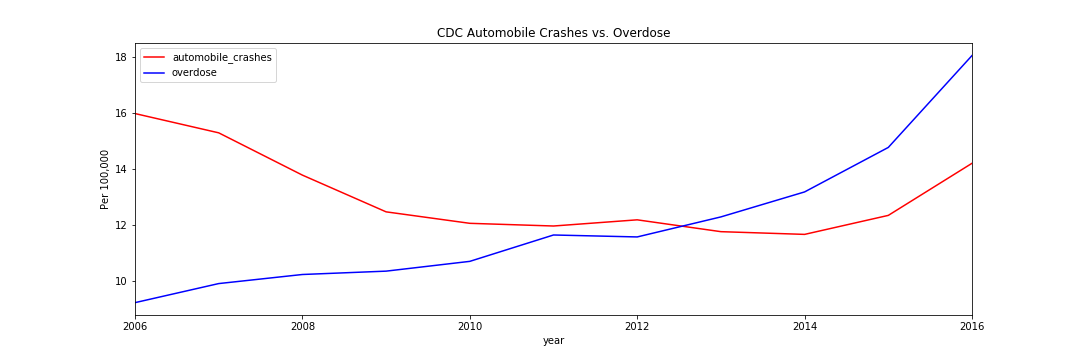 CDC Automobile Crashes vs. Overdose
automobile_crashes
overdose
18
16
14
12
10
Per 100,000
2006 2008 2010 2012 2014 2016
year